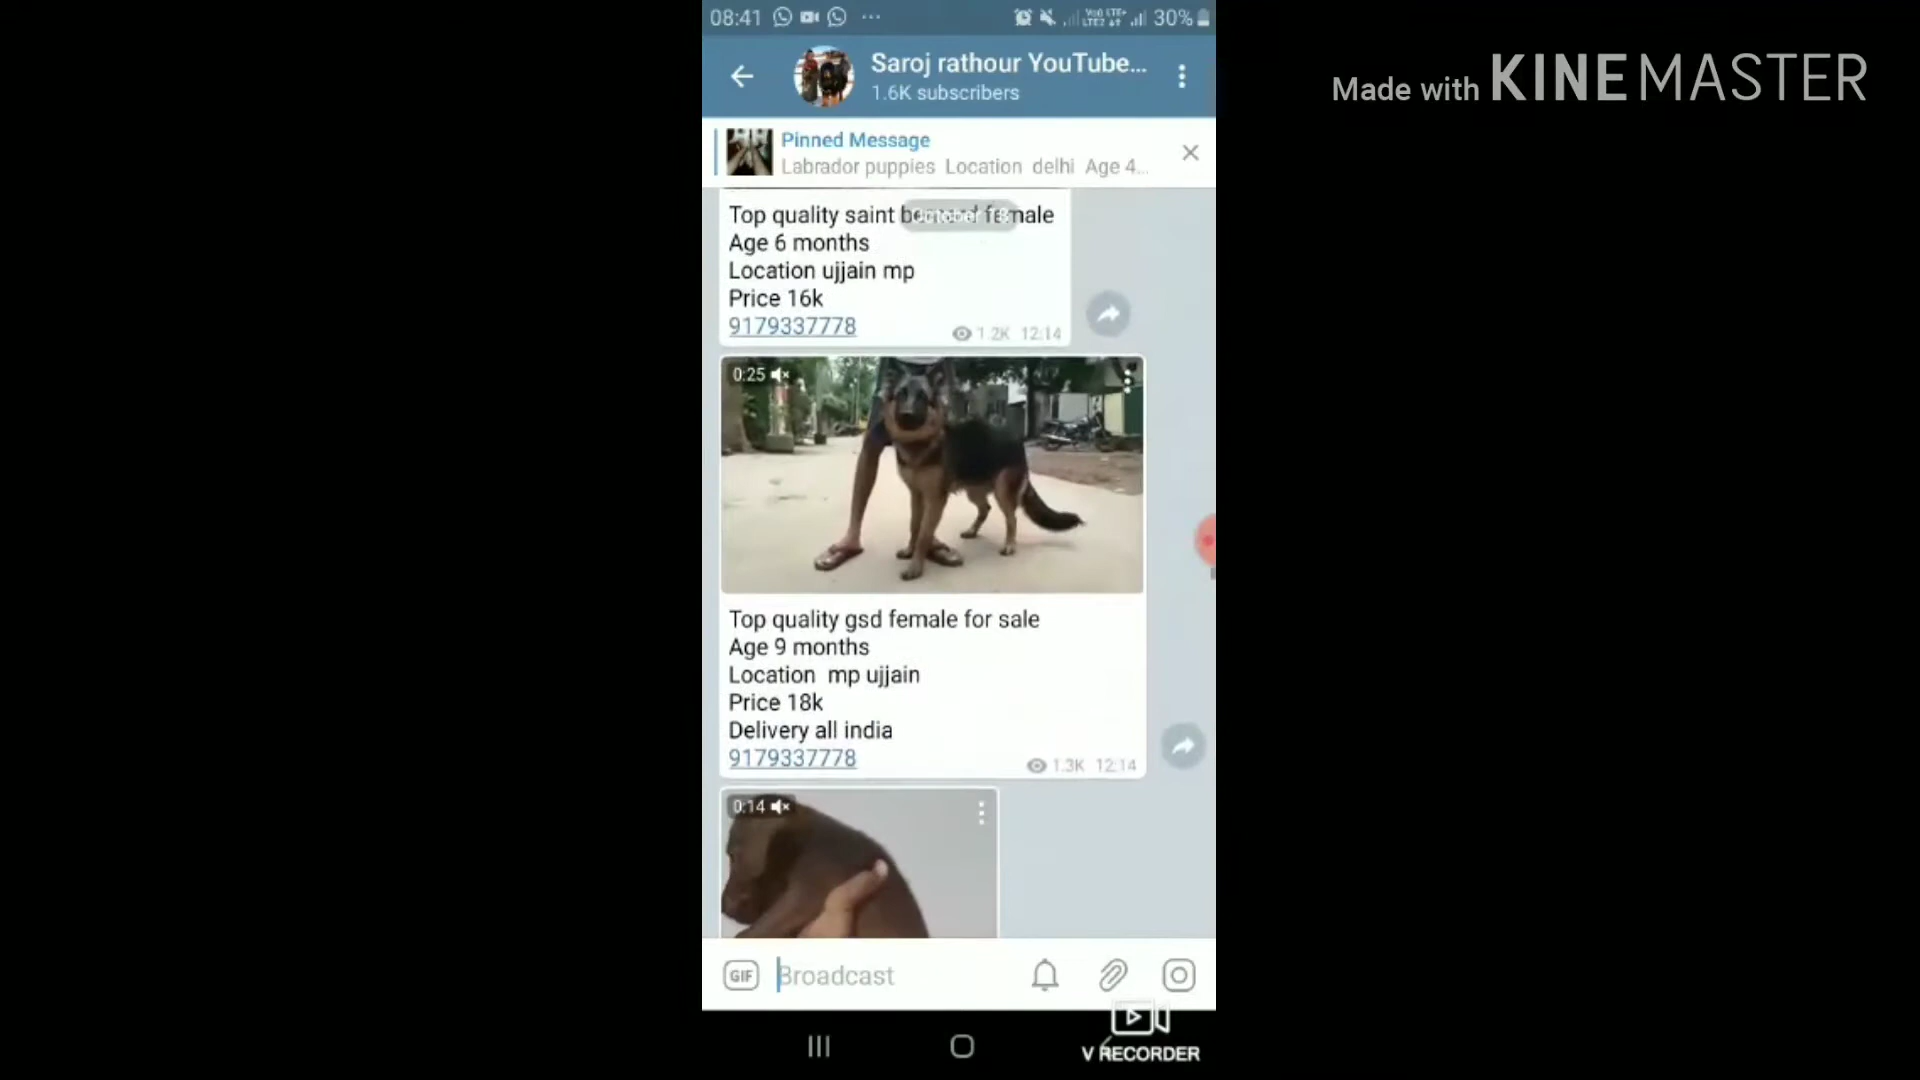 08:41
30%
Made with KINEMASTER
Saroj rathour YouTube...
1.6K subscribers
Pinned Message
Labrador puppies Location delhi Age 4...
October 18
Top quality saint female
Age 6 months
Location ujjain mp
Price 16k
9179337778
1.2K 12:14
0:25
Top quality gsd female for sale
Age 9 months
Location mp ujjain
Price 18k
Delivery all india
9179337778
1.3K 12:14
0:14
GIF
Broadcast
V RECORDER